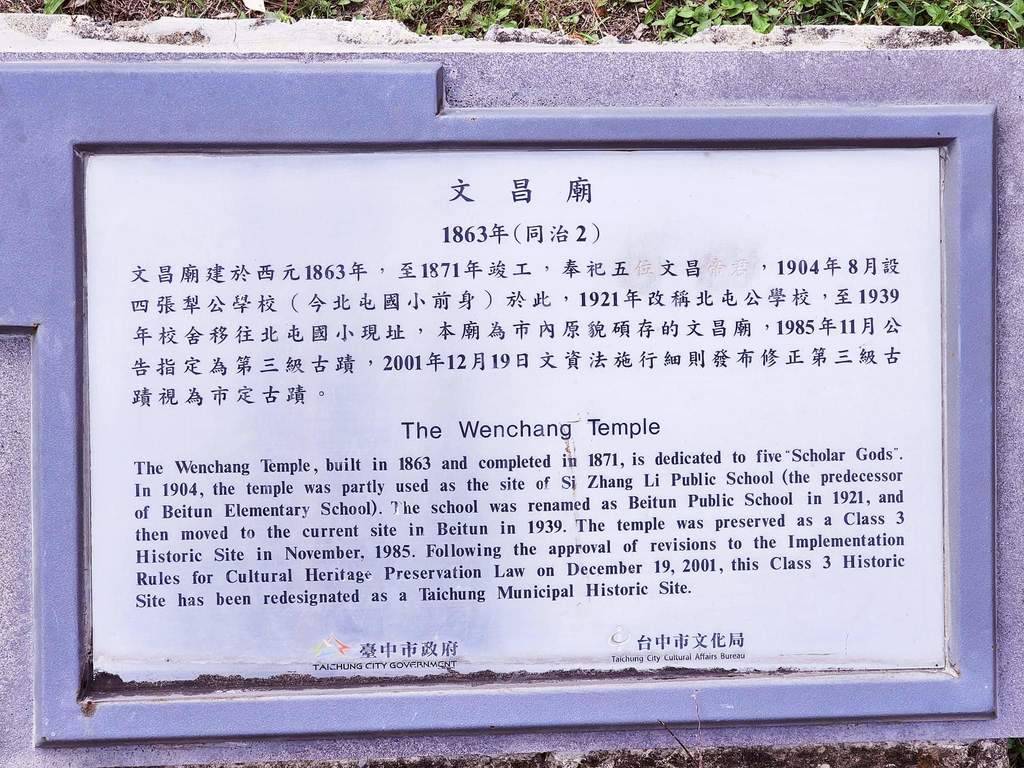 文昌廟
1863年（同治2）
文昌廟建於西元1863年，至1871年竣工，奉祀五位文昌帝君，1904年8月設
四張犁公學校（今北屯國小前身）於此，1921年改稱北屯公學校，至1939
年校舍移往北屯國小現址，本廟為市內原貌碩存的文昌廟，1985年11月公
告指定為第三級古蹟，2001年12月19日文資法施行細則發布修正第三級古
蹟視為市定古蹟。
The Wenchang Temple
The Wenchang Temple, built in 1863 and completed in 1871, is dedicated to five "Scholar Gods".
In 1904, the temple was partly used as the site of Si Zhang Li Public School (the predecessor
of Beitun Elementary School). The school was renamed as Beitun Public School in 1921, and
then moved to the current site in Beitun in 1939. The temple was preserved as a Class 3
Historic Site in November, 1985. Following the approval of revisions to the Implementation
Rules for Cultural Heritage Preservation Law on December 19, 2001, this Class 3 Historic
Site has been redesignated as a Taichung Municipal Historic Site.
臺中市政府 台中市文化局
TAICHUNG CITY GOVERNMENT Taichung City Cultural Affairs Bureau